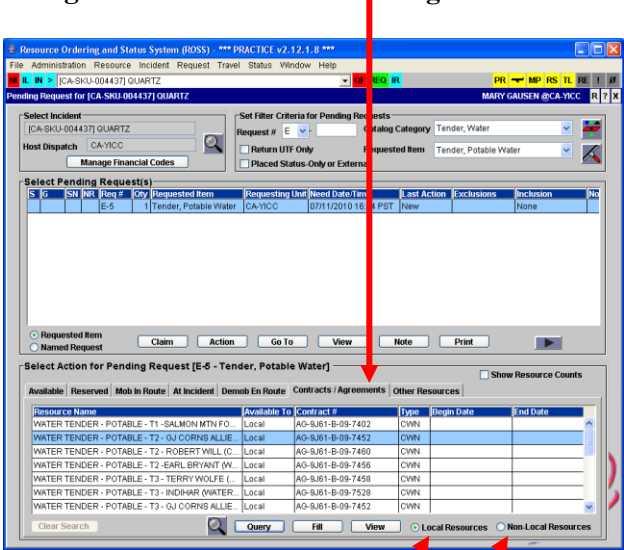 Resource Ordering and Status System (ROSS) - *** PRACTICE v2.12.1.8 ***
File Administration Resource Incident Request Travel Status Window Help
NI IL IN > [CA-SKU-004437] QUARTZ OF REQ IR PR MP RS TL RE !
Pending Request for [CA-SKU-004437] QUARTZ MARY GAUSEN @CA-YICC R ? X
Select Incident
[CA-SKU-004437] QUARTZ
Host Dispatch CA-YICC
Manage Financial Codes
Set Filter Criteria for Pending Requests
Request # E - Catalog Category Tender, Water
Return UTF Only Requested Item Tender, Potable Water
Placed Status-Only or External
Select Pending Request(s)
S G SN NR Req # Qty Requested Item Requesting Unit Need Date/Time Last Action Exclusions Inclusion No
E-5 1 Tender, Potable Water CA-YICC 07/11/2010 PST New None
Requested Item
Named Request
Claim Action Go To View Note Print
Select Action for Pending Request [E-5 - Tender, Potable Water]
Show Resource Counts
Available Reserved Mob In Route At Incident Demob En Route Contracts / Agreements Other Resources
Resource Name Available To Contract # Type Begin Date End Date
WATER TENDER - POTABLE - T1 -SALMON MTN FO... Local AG-9J61-B-09-7402 CWN
WATER TENDER - POTABLE - T2 - GJ CORNS ALLIE... Local AG-9J61-B-09-7452 CWN
WATER TENDER - POTABLE - T2 - ROBERT WILL (C... Local AG-9J61-B-09-7460 CWN
WATER TENDER - POTABLE - T2 -EARL BRYANT (W... Local AG-9J61-B-09-7456 CWN
WATER TENDER - POTABLE - T3 - TERRY WOLFE (... Local AG-9J61-B-09-7458 CWN
WATER TENDER - POTABLE - T3 - INDIHAR (WATER... Local AG-9J61-B-09-7528 CWN
WATER TENDER - POTABLE - T3 - GJ CORNS ALLIE... Local AG-9J61-B-09-7452 CWN
Clear Search Query Fill View Local Resources Non-Local Resources